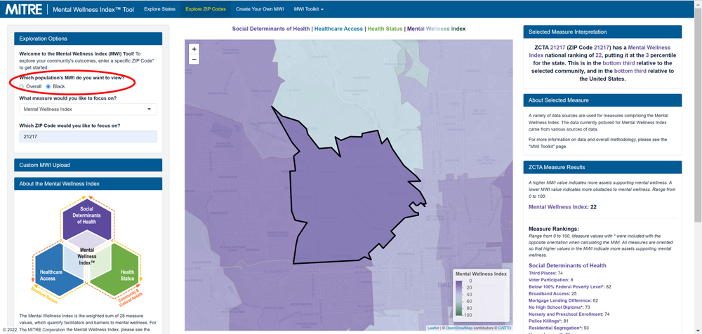 MITRE | Mental Wellness Index™ Tool Explore States Explore ZIP Codes Create Your Own MWI MWI Toolkit
Exploration Options
Welcome to the Mental Wellness Index (MWI) Tool! To
explore your community's outcomes, enter a specific ZIP Code*
to get started.
Which population's MWI do you want to view?
Overall Black
What measure would you like to focus on?
Mental Wellness Index
Which ZIP Code would you like to focus on?
21217
Custom MWI Upload
About the Mental Wellness Index
Social
Determinants
of Health
Mental
Wellness
Index™
Healthcare
Access
Health
Status
The Mental Wellness Index is the weighted sum of 28 measure
values, which quantify facilitators and barriers to mental wellness. For
© 2022, The MITRE Corporation
Social Determinants of Health | Healthcare Access | Health Status | Mental Wellness Index
+
−
Mental Wellness Index
0
20
40
60
80
100
Leaflet | © OpenStreetMap contributors © CARTO
Selected Measure Interpretation
ZCTA 21217 (ZIP Code 21217) has a Mental Wellness
Index national ranking of 22, putting it at the 3 percentile
for the state. This is in the bottom third relative to the
selected community, and in the bottom third relative to
the United States.
About Selected Measure
A variety of data sources are used for measures comprising the Mental
Wellness Index. The data currently pictured for Mental Wellness Index
came from various sources of data.
For more information on data and overall methodology, please see the
"MWI Toolkit" page.
ZCTA Measure Results
A higher MWI value indicates more assets supporting mental wellness. A
lower MWI value indicates more obstacles to mental wellness. Range from
0 to 100.
Mental Wellness Index: 22
Measure Rankings:
Range from 0 to 100. Measure values with * were included with the
opposite orientation when calculating the MWI. All measures are oriented
so that higher values in the MWI indicate more assets supporting mental
wellness.
Social Determinants of Health
Third Places: 74
Voter Participation: 6
Below 100% Federal Poverty Level*: 82
Broadband Access: 25
Mortgage Lending Difference: 62
No High School Diploma*: 73
Nursery and Preschool Enrollment: 74
Police Killings*: 91
Residential Segregation*: 63